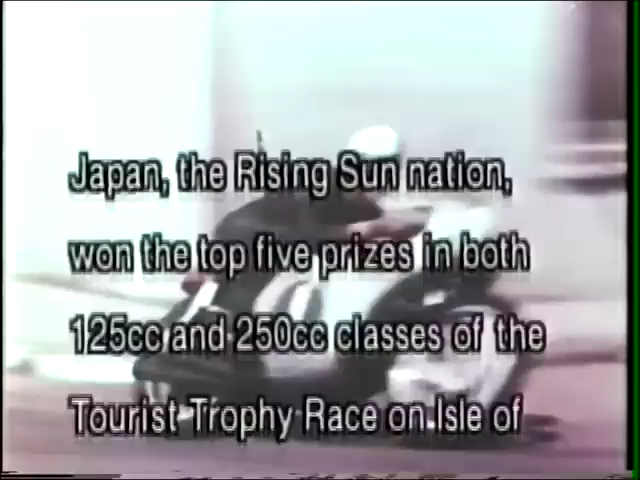 Japan, the Rising Sun nation,
won the top five prizes in both
125cc and 250cc classes of the
Tourist Trophy Race on Isle of